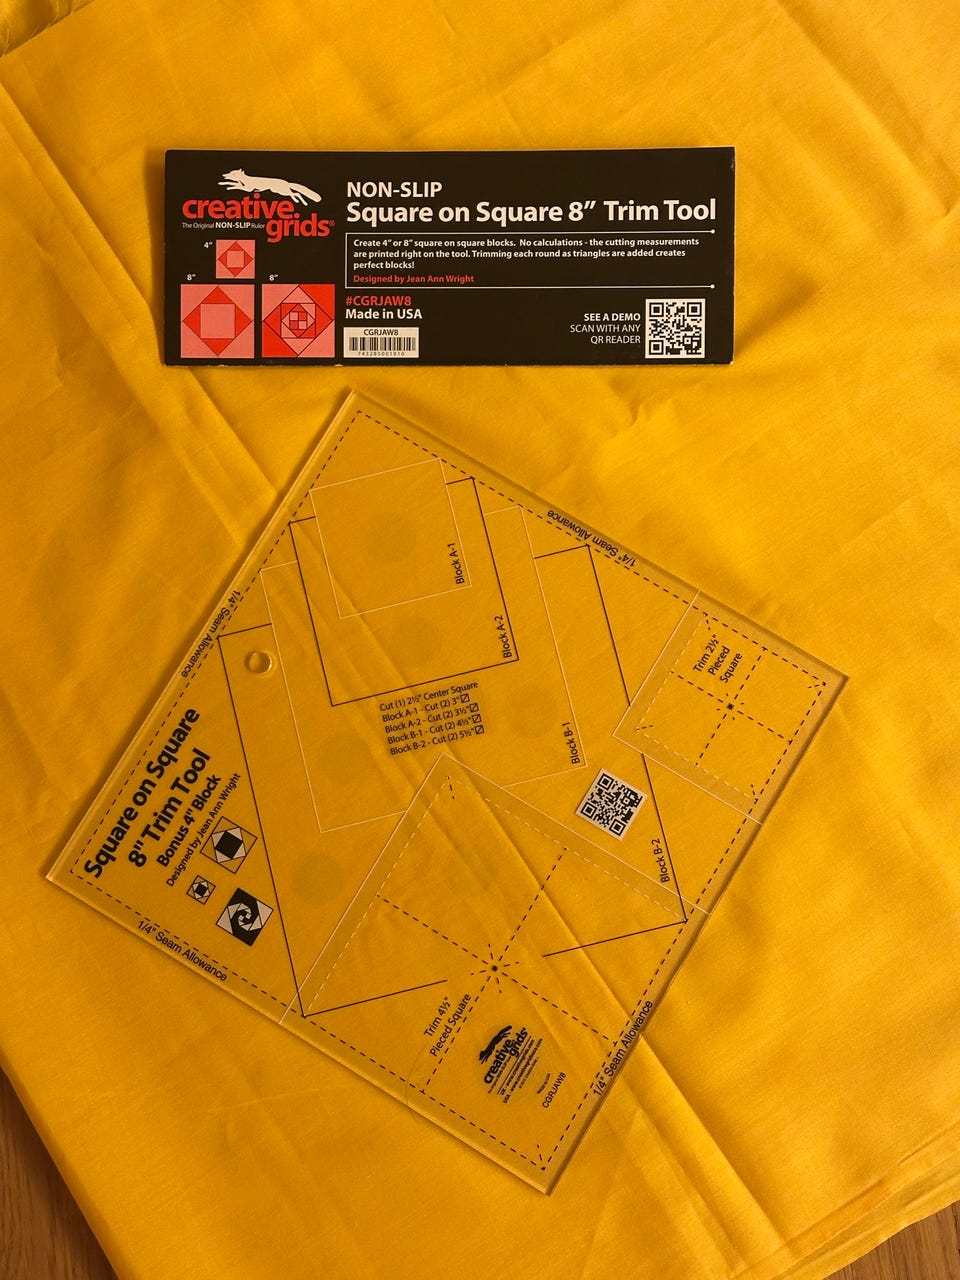 creative
grids®
The Original NON-SLIP Ruler
NON-SLIP
Square on Square 8” Trim Tool
Create 4” or 8” square on square blocks. No calculations - the cutting measurements
are printed right on the tool. Trimming each round as triangles are added creates
perfect blocks!
Designed by Jean Ann Wright
4”
8”
8”
#CGRJAW8
Made in USA
CGRJAW8
743285001910
SEE A DEMO
SCAN WITH ANY
QR READER
1/4" Seam Allowance
1/4" Seam Allowance
Block A-1
Block A-2
Trim 2½"
Pieced
Square
Cut (1) 2½" Center Square
Block A-1 - Cut (2) 3"
Block A-2 - Cut (2) 3½"
Block B-1 - Cut (2) 4½"
Block B-2 - Cut (2) 5½"
Block B-1
Block B-2
Square on Square
8" Trim Tool
Bonus 4" Block
Designed by Jean Ann Wright
1/4" Seam Allowance
Trim 4½"
Pieced Square
creative
grids
Made in USA
CGRJAW8
1/4" Seam Allowance